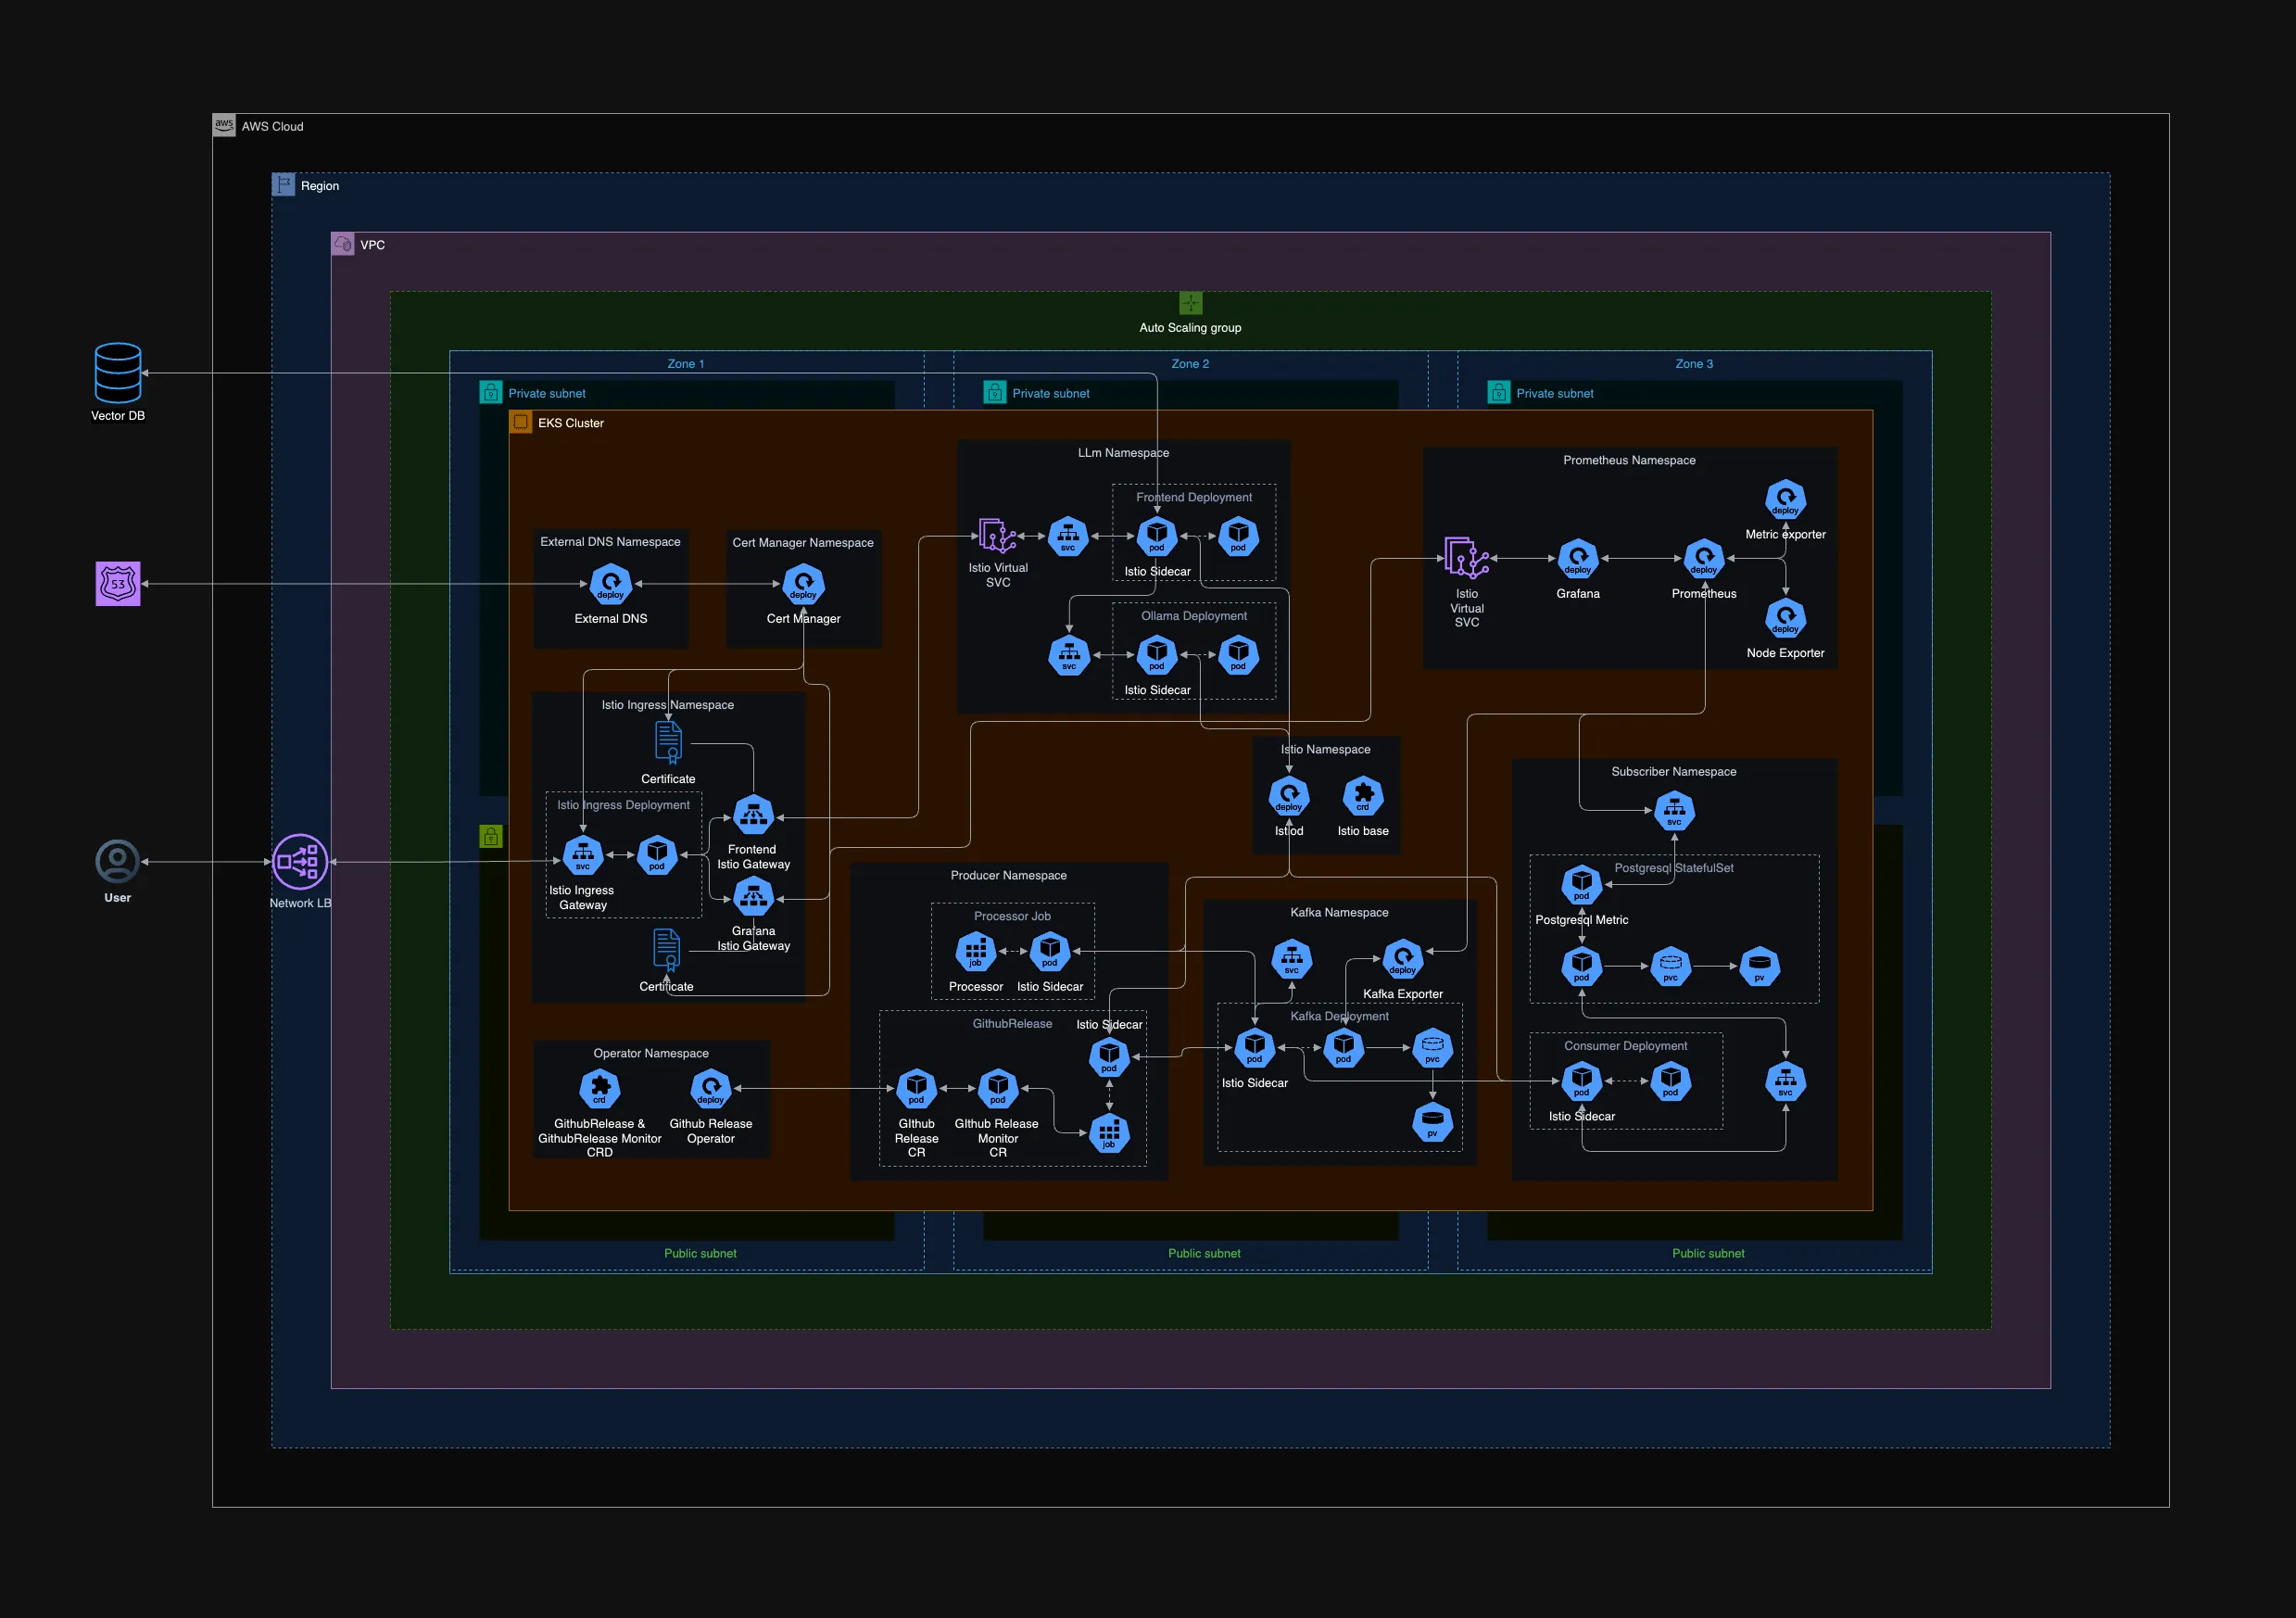 aws
AWS Cloud
Region
VPC
Auto Scaling group
Zone 1
Zone 2
Zone 3
Private subnet
Private subnet
Private subnet
Vector DB
EKS Cluster
LLm Namespace
Frontend Deployment
Istio Virtual
SVC
svc
pod
pod
Istio Sidecar
Ollama Deployment
svc
pod
pod
Istio Sidecar
Prometheus Namespace
deploy
Metric exporter
Istio
Virtual
SVC
deploy
Grafana
deploy
Prometheus
deploy
Node Exporter
53
External DNS Namespace
deploy
External DNS
Cert Manager Namespace
deploy
Cert Manager
Istio Ingress Namespace
Certificate
Istio Ingress Deployment
svc
pod
Istio Ingress
Gateway
Frontend
Istio Gateway
Grafana
Istio Gateway
Certificate
User
Network LB
Istio Namespace
deploy
Istiod
crd
Istio base
Subscriber Namespace
svc
Postgresql StatefulSet
pod
Postgresql Metric
pod
pvc
pv
Consumer Deployment
pod
pod
Istio Sidecar
svc
Producer Namespace
Processor Job
job
Processor
pod
Istio Sidecar
GithubRelease
Istio Sidecar
pod
pod
GIthub
Release
CR
pod
GIthub Release
Monitor
CR
job
Kafka Namespace
svc
deploy
Kafka Exporter
Kafka Deployment
pod
Istio Sidecar
pod
pvc
pv
Operator Namespace
crd
GithubRelease &
GithubRelease Monitor
CRD
deploy
Github Release
Operator
Public subnet
Public subnet
Public subnet